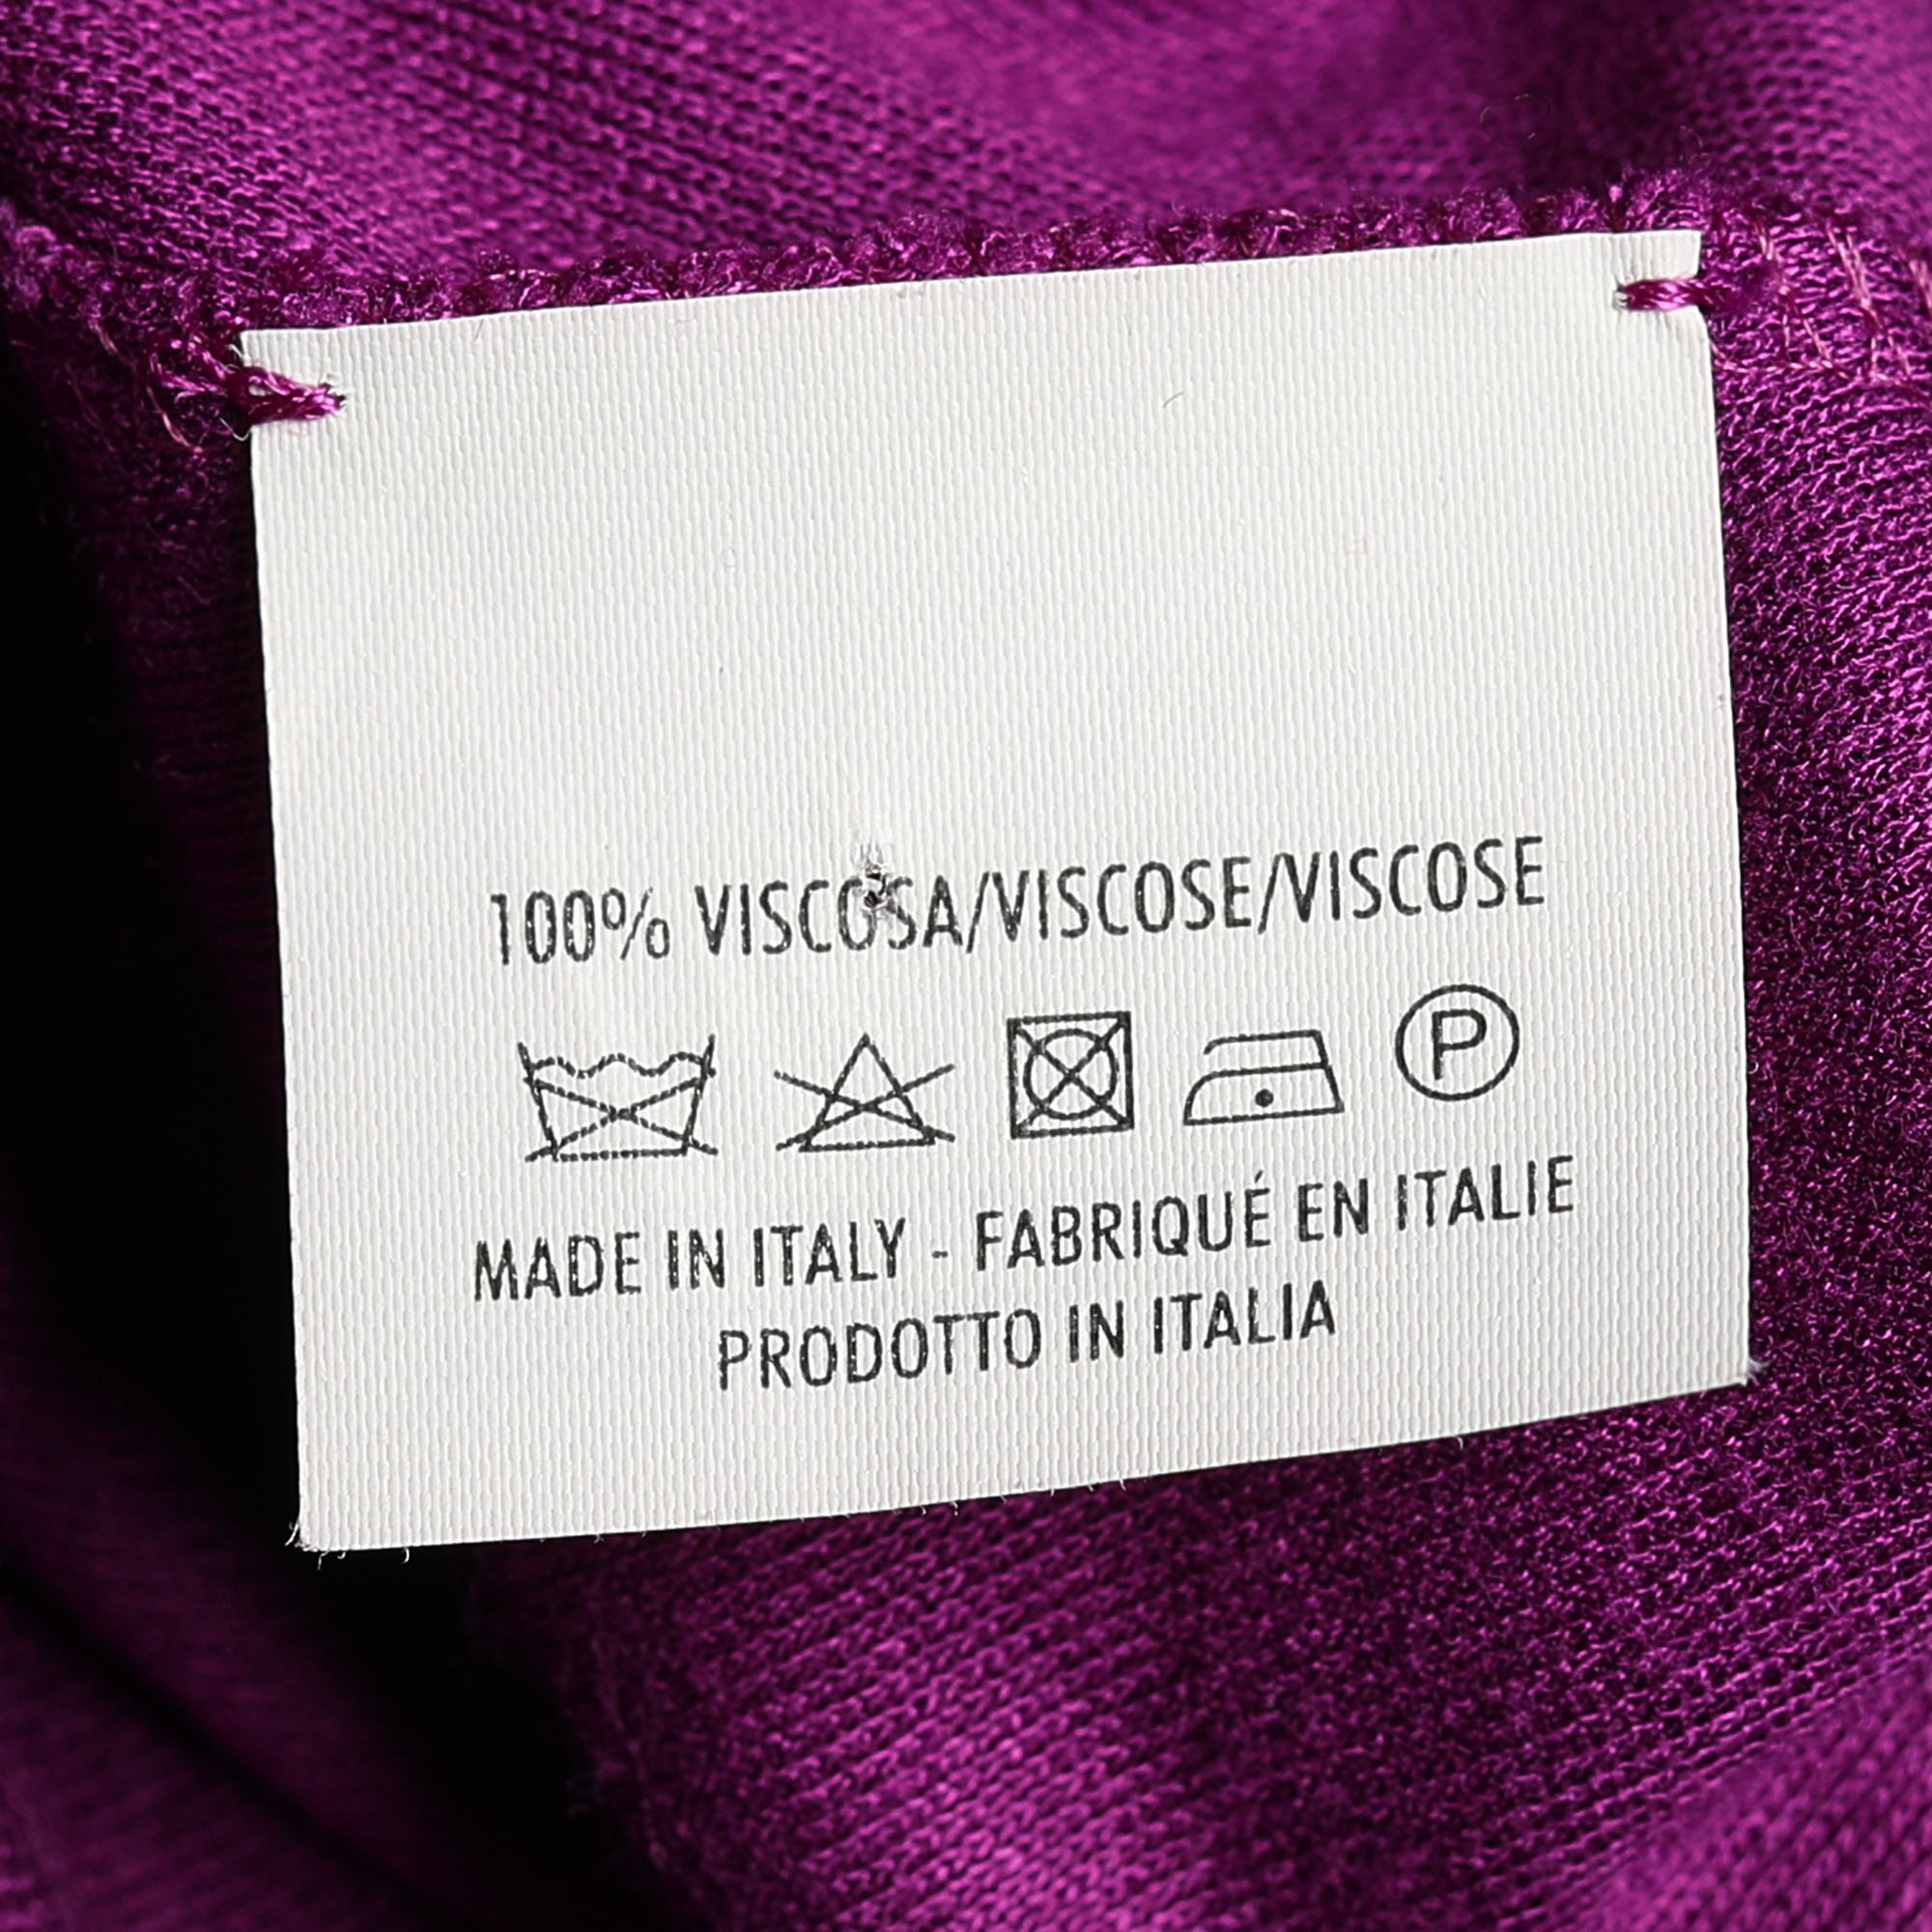 100% VISCOSA/VISCOSE/VISCOSE
P
MADE IN ITALY - FABRIQUÉ EN ITALIE
PRODOTTO IN ITALIA